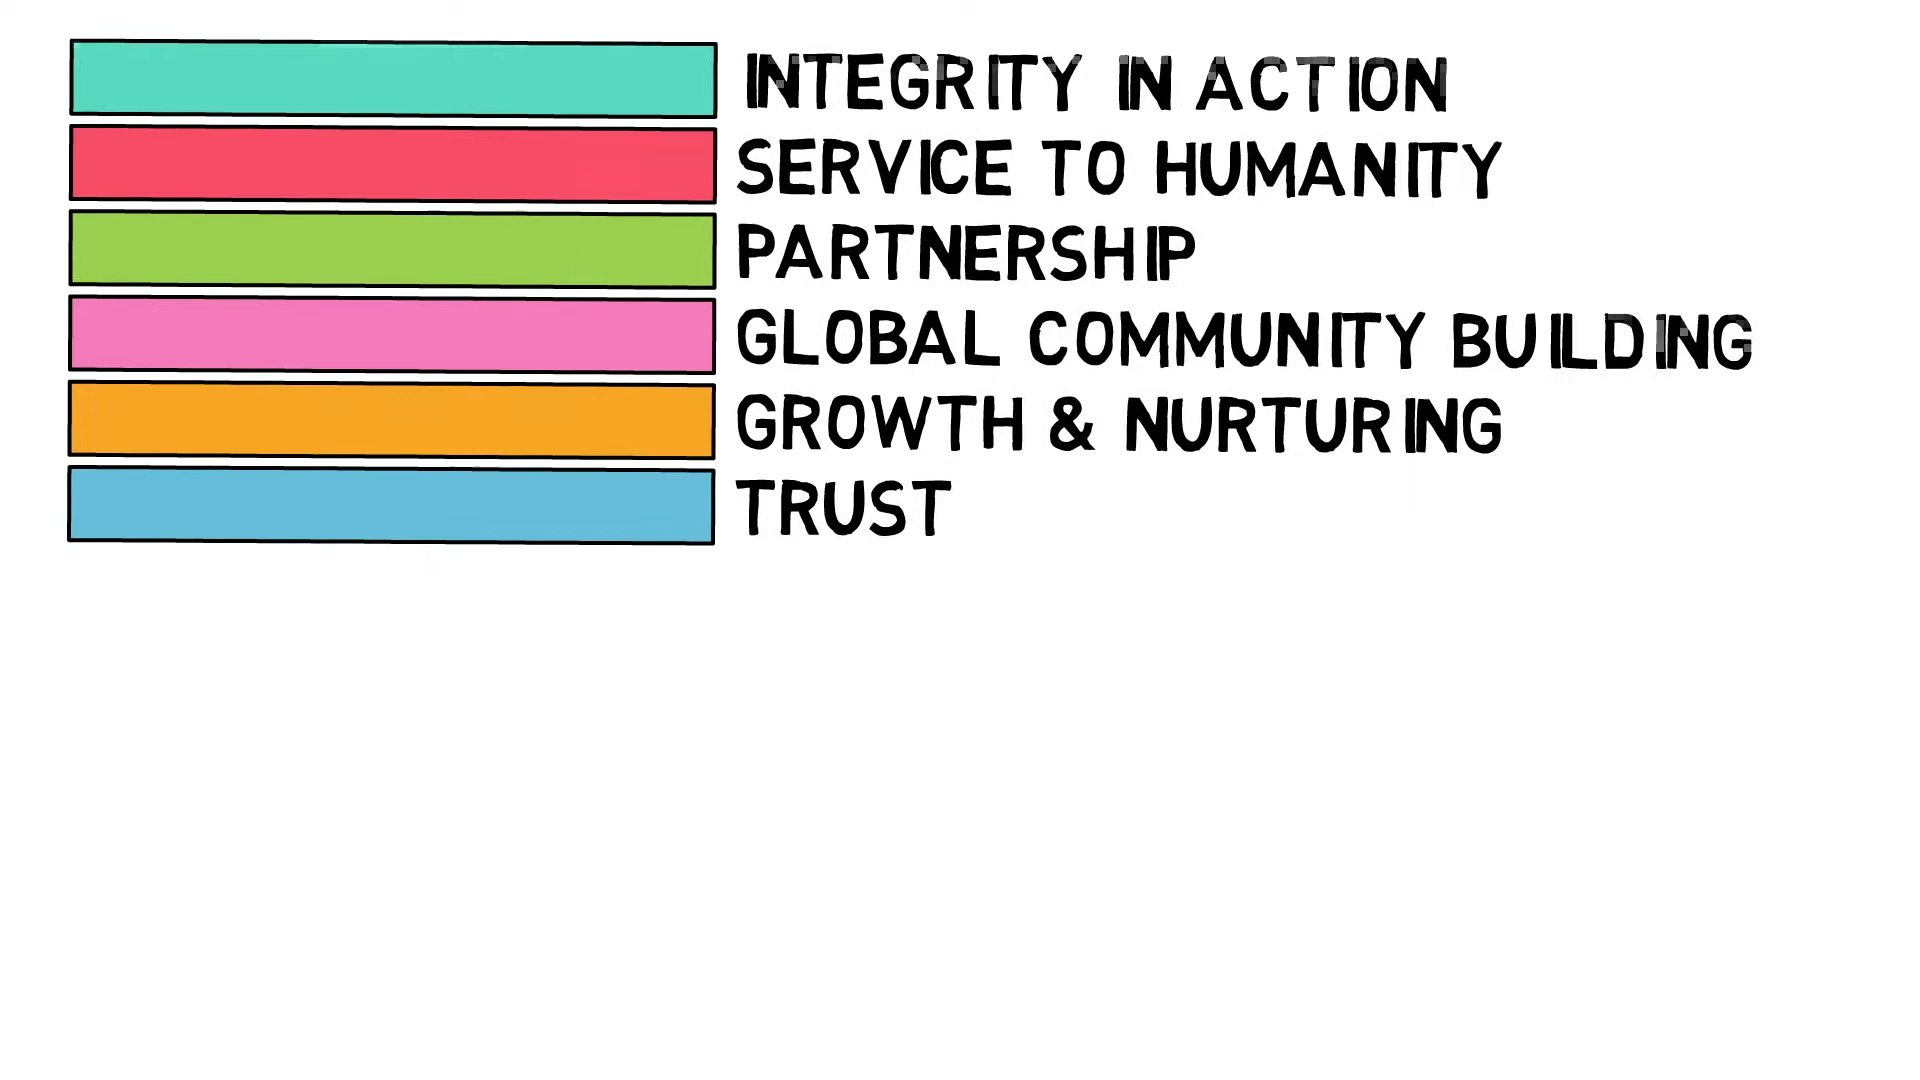 INTEGRITY IN ACTION
SERVICE TO HUMANITY
PARTNERSHIP
GLOBAL COMMUNITY BUILDING
GROWTH & NURTURING
TRUST